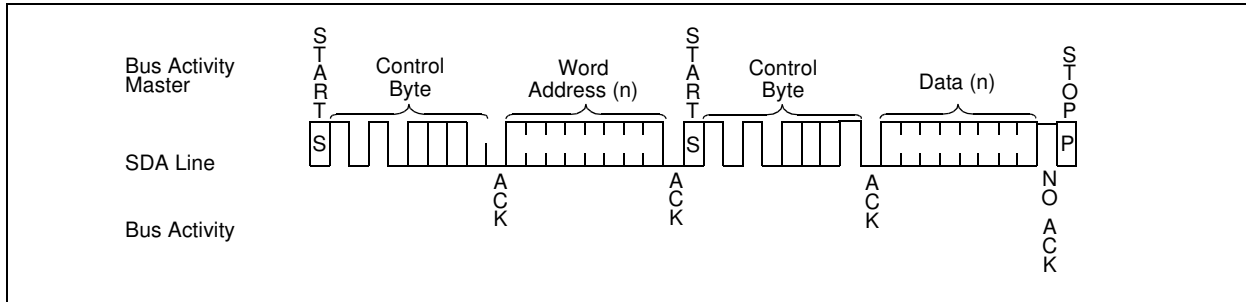 Bus Activity
Master
START
Control
Byte
Word
Address (n)
START
Control
Byte
Data (n)
STOP
SDA Line
S
S
P
ACK
ACK
ACK
NO ACK
Bus Activity